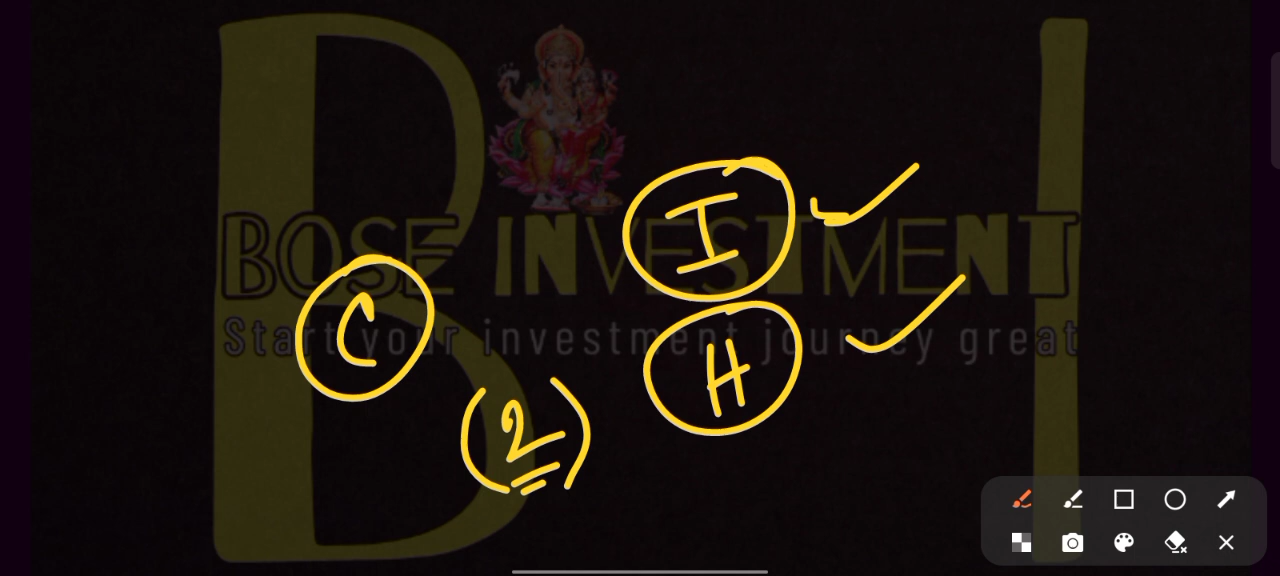 I
BOSE INVESTMENT
C
Start your investment journey great
H
(2)